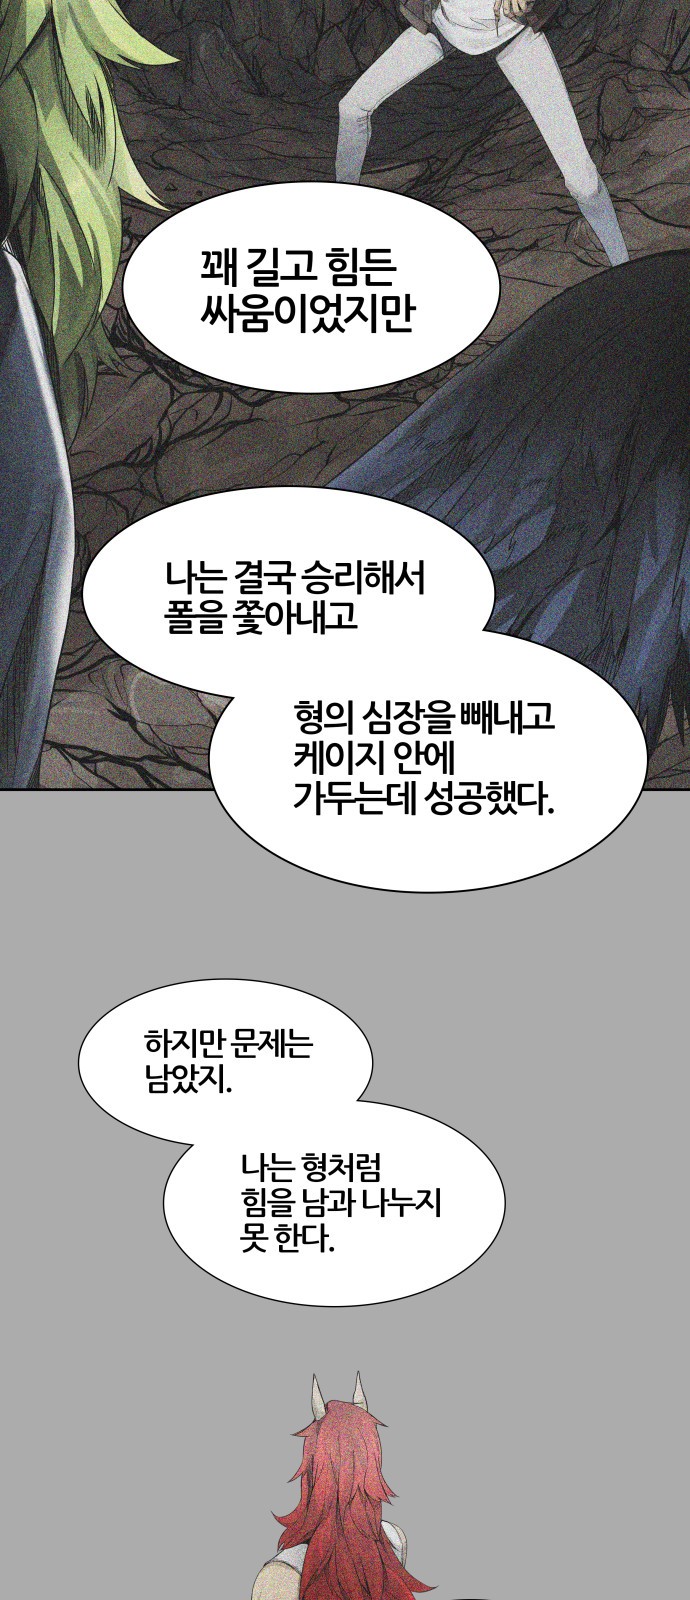 꽤 길고 힘든
싸움이었지만
나는 결국 승리해서
폴을 쫓아내고
형의 심장을 빼내고
케이지 안에
가두는데 성공했다.
하지만 문제는
남았지.
나는 형처럼
힘을 남과 나누지
못 한다.